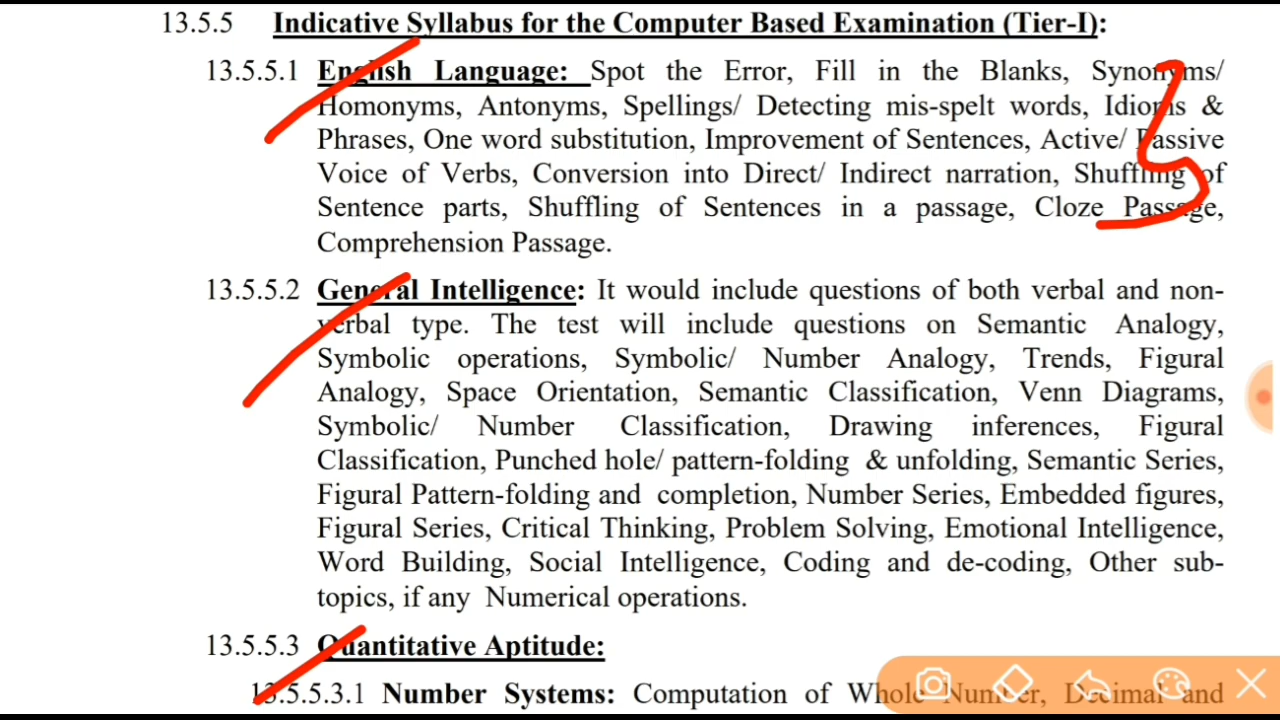 13.5.5 Indicative Syllabus for the Computer Based Examination (Tier-I):
13.5.5.1 English Language: Spot the Error, Fill in the Blanks, Synonyms/
Homonyms, Antonyms, Spellings/ Detecting mis-spelt words, Idioms &
Phrases, One word substitution, Improvement of Sentences, Active/ Passive
Voice of Verbs, Conversion into Direct/ Indirect narration, Shuffling of
Sentence parts, Shuffling of Sentences in a passage, Cloze Passage,
Comprehension Passage.
13.5.5.2 General Intelligence: It would include questions of both verbal and non-
verbal type. The test will include questions on Semantic Analogy,
Symbolic operations, Symbolic/ Number Analogy, Trends, Figural
Analogy, Space Orientation, Semantic Classification, Venn Diagrams,
Symbolic/ Number Classification, Drawing inferences, Figural
Classification, Punched hole/ pattern-folding & unfolding, Semantic Series,
Figural Pattern-folding and completion, Number Series, Embedded figures,
Figural Series, Critical Thinking, Problem Solving, Emotional Intelligence,
Word Building, Social Intelligence, Coding and de-coding, Other sub-
topics, if any Numerical operations.
13.5.5.3 Quantitative Aptitude:
13.5.5.3.1 Number Systems: Computation of Whole Number, Decimal and